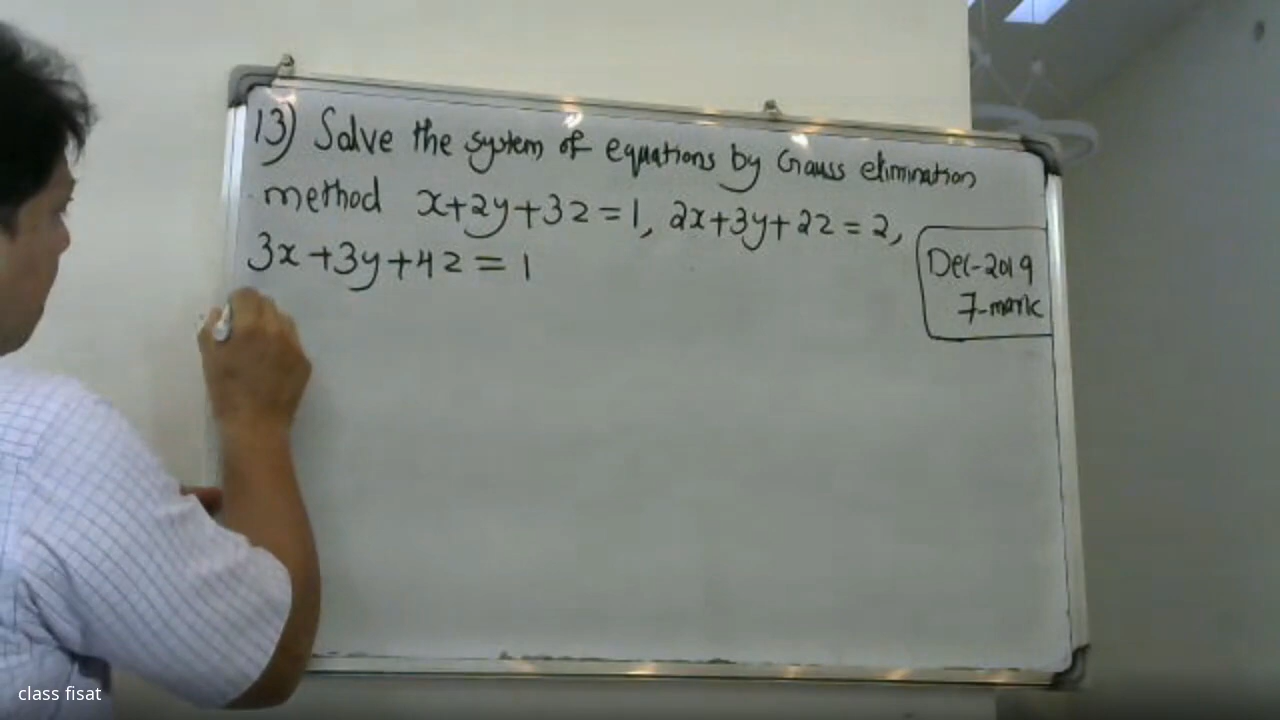 13) Solve the system of equations by Gauss elimination
method x+2y+3z=1, 2x+3y+2z=2,
3x+3y+4z=1
Dec-2019
7-mark
class fisat